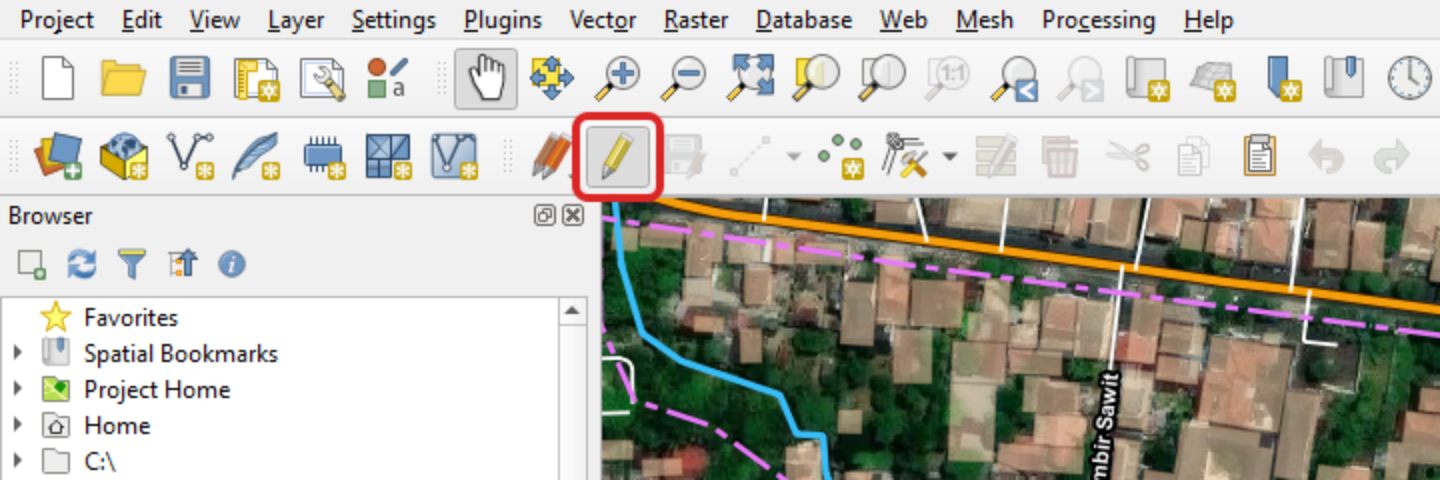 Project Edit View Layer Settings Plugins Vector Raster Database Web Mesh Processing Help
a
1:1
Browser
Favorites
Spatial Bookmarks
Project Home
Home
C:\
Sawit